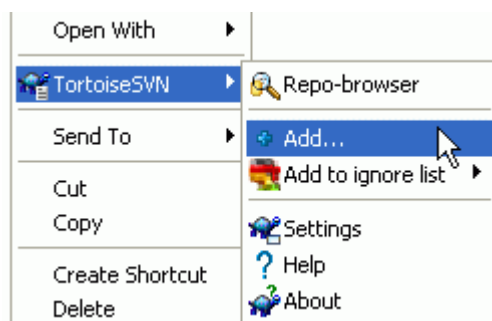 Open With
TortoiseSVN
Send To
Cut
Copy
Create Shortcut
Delete
Repo-browser
Add...
Add to ignore list
Settings
Help
About